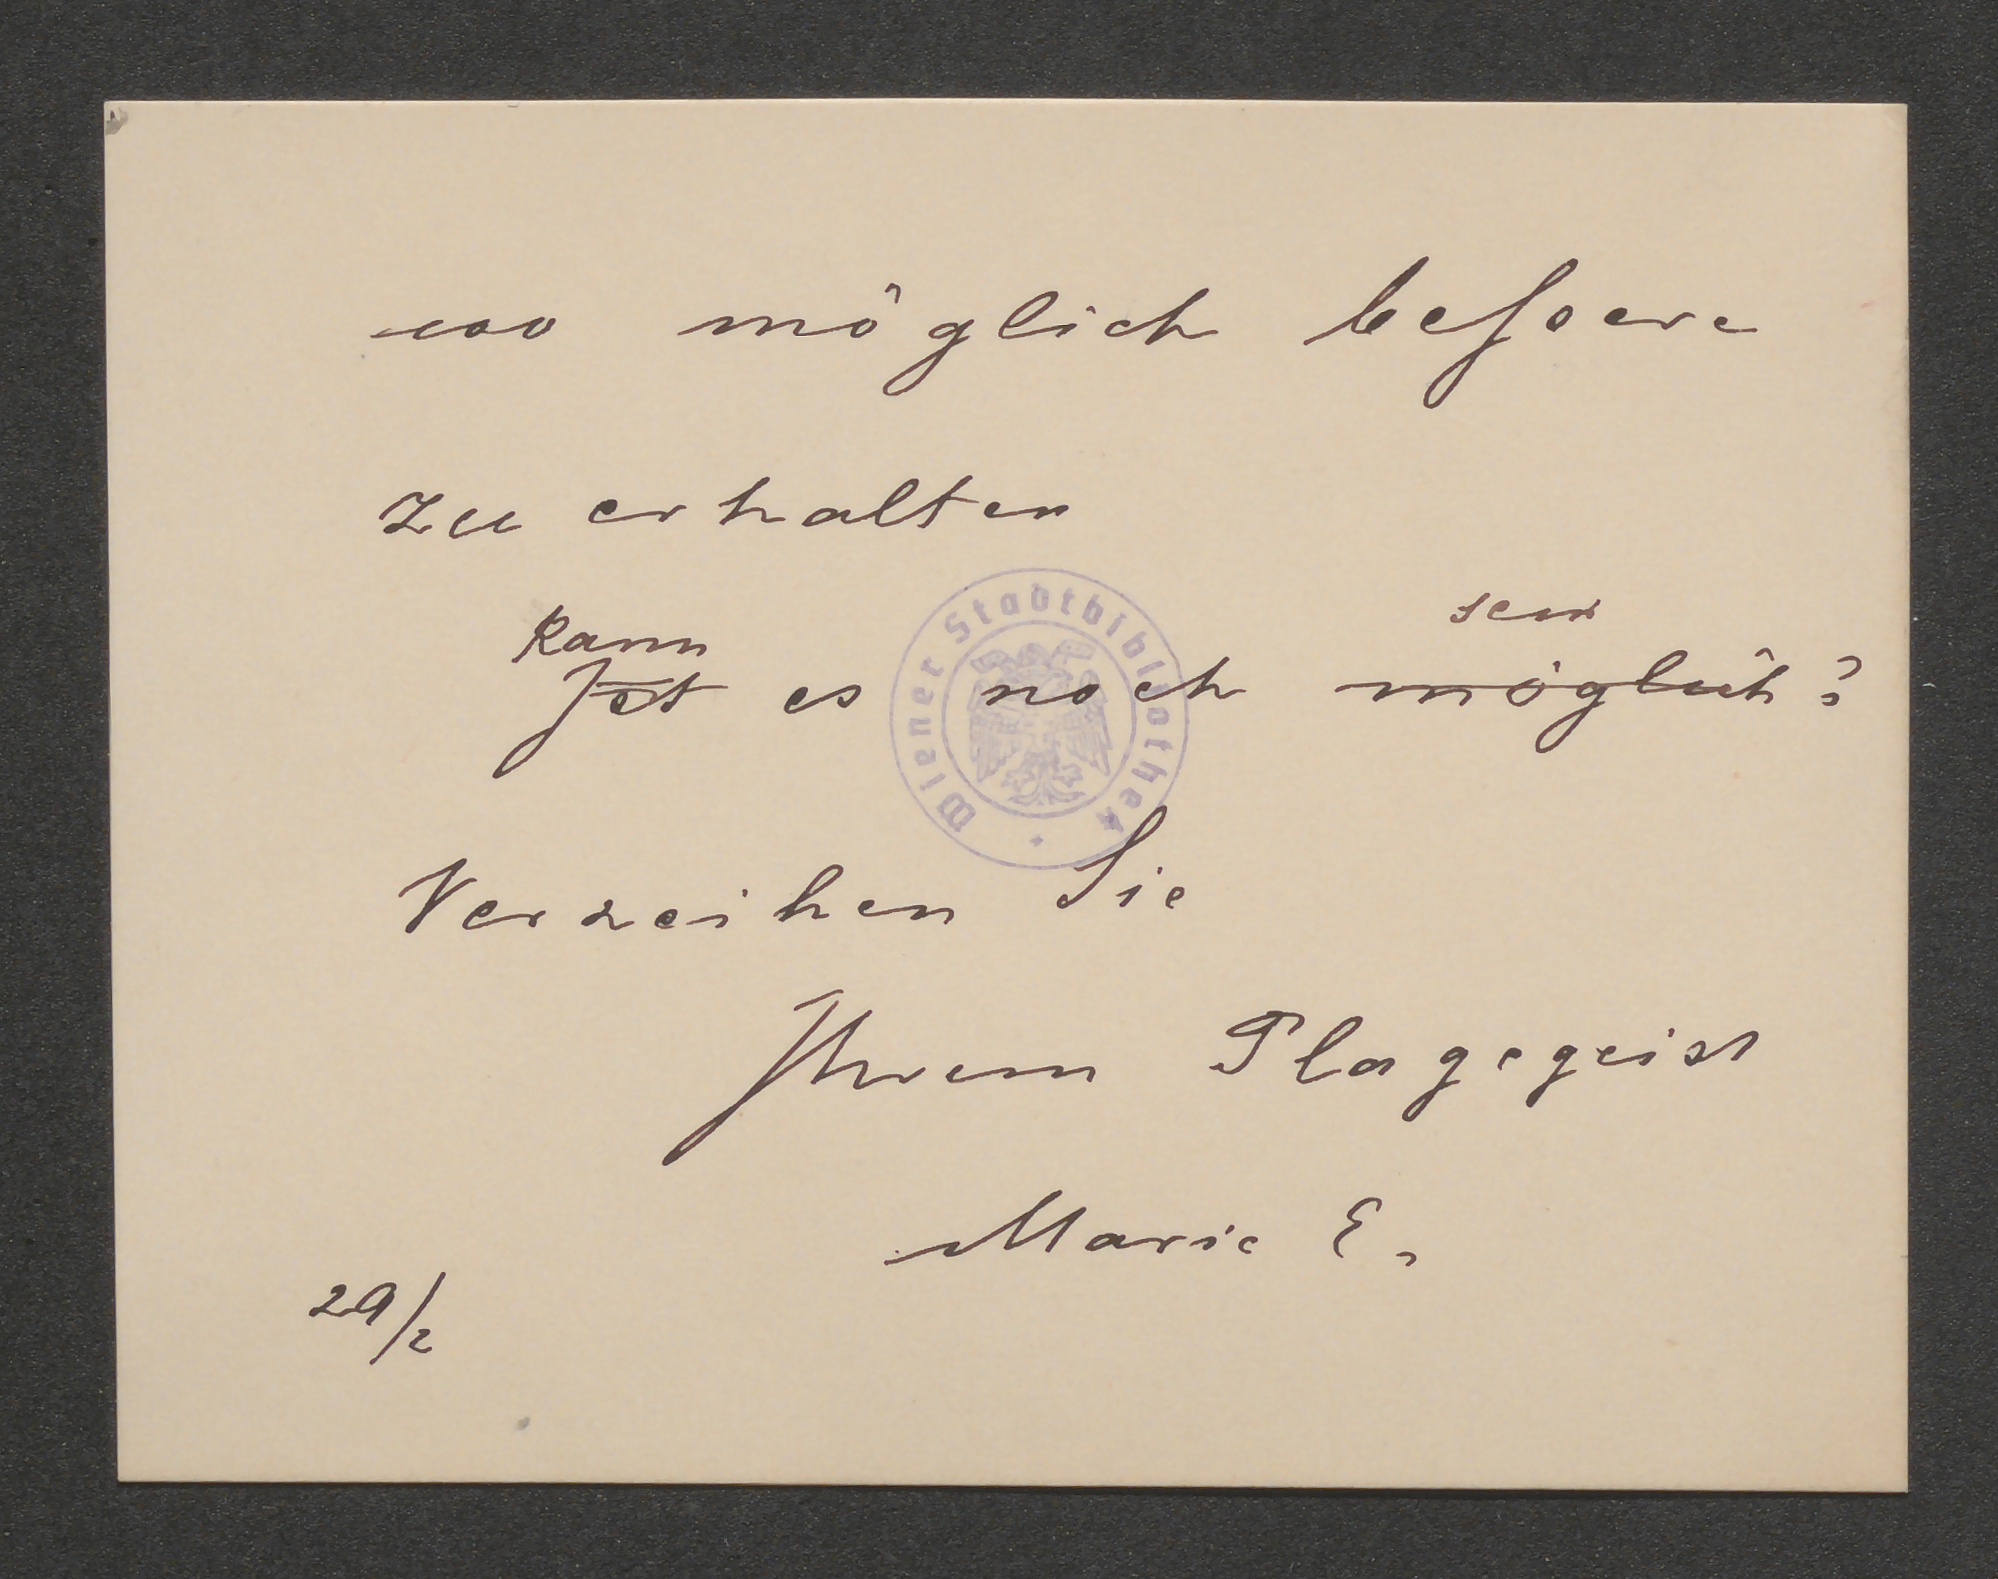 wo möglich bessere
zu erhalten
kann sein
Ist es noch möglich?
Wiener Stadtbibliothek
Verzeihen Sie
Ihrem Plagegeist
Marie E.
29/2